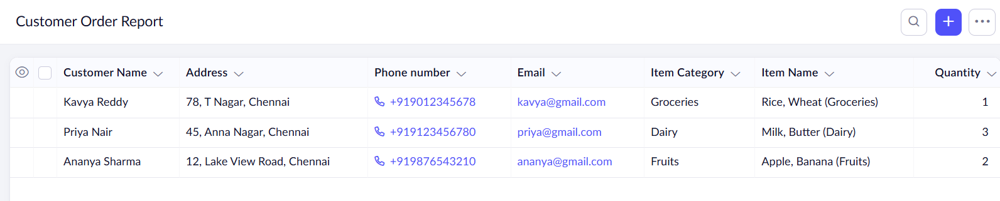 Customer Order Report
Customer Name Address Phone number Email Item Category Item Name Quantity
Kavya Reddy 78, T Nagar, Chennai +919012345678 kavya@gmail.com Groceries Rice, Wheat (Groceries) 1
Priya Nair 45, Anna Nagar, Chennai +919123456780 priya@gmail.com Dairy Milk, Butter (Dairy) 3
Ananya Sharma 12, Lake View Road, Chennai +919876543210 ananya@gmail.com Fruits Apple, Banana (Fruits) 2